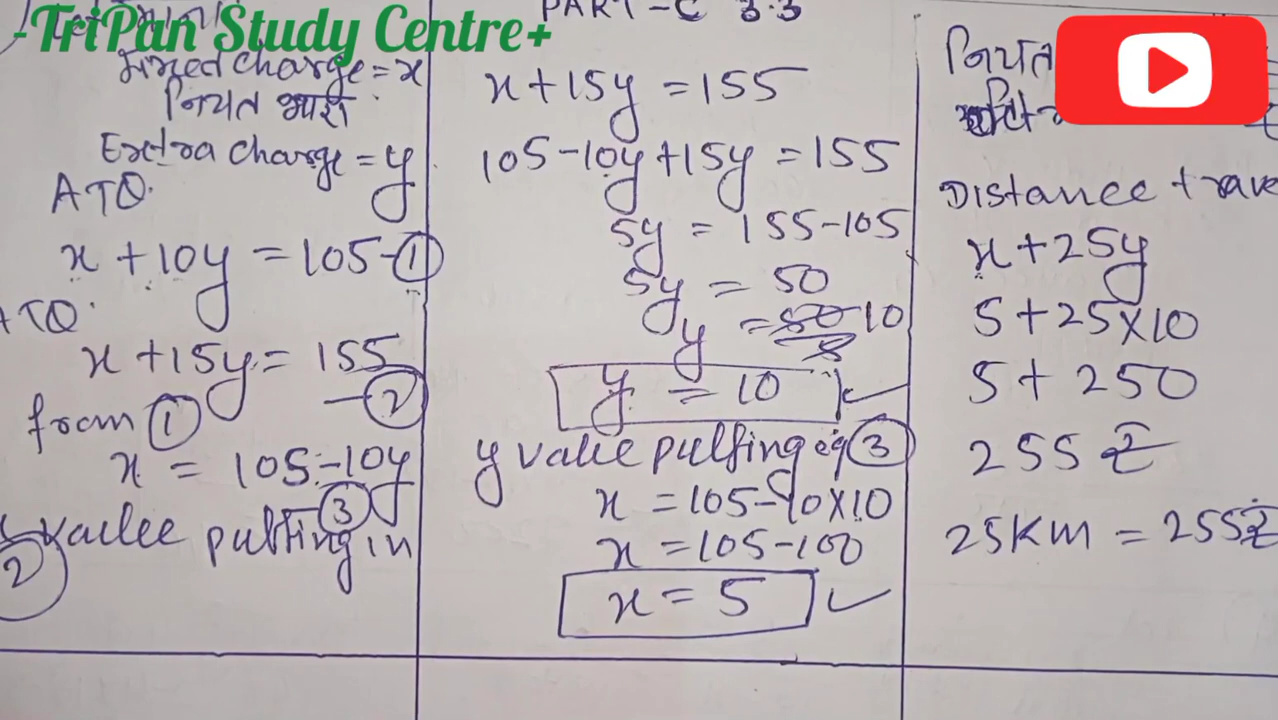 -TriPan Study Centre+
PART-C 3.3
charge = x
नियत भाड़ा
Extra charge = y
ATQ.
x + 10y = 105 - ①
ATQ.
x + 15y = 155
- ②
from ①
x = 105 - 10y
③
value putting in
②
x + 15y = 155
105 - 10y + 15y = 155
5y = 155 - 105
5y = 50
y = 50/5 10
y = 10
y value putting eq ③
x = 105 - 10 x 10
x = 105 - 100
x = 5
नियत
Distance trave
x + 25y
5 + 25 x 10
5 + 250
255 ₹
25 KM = 255 ₹